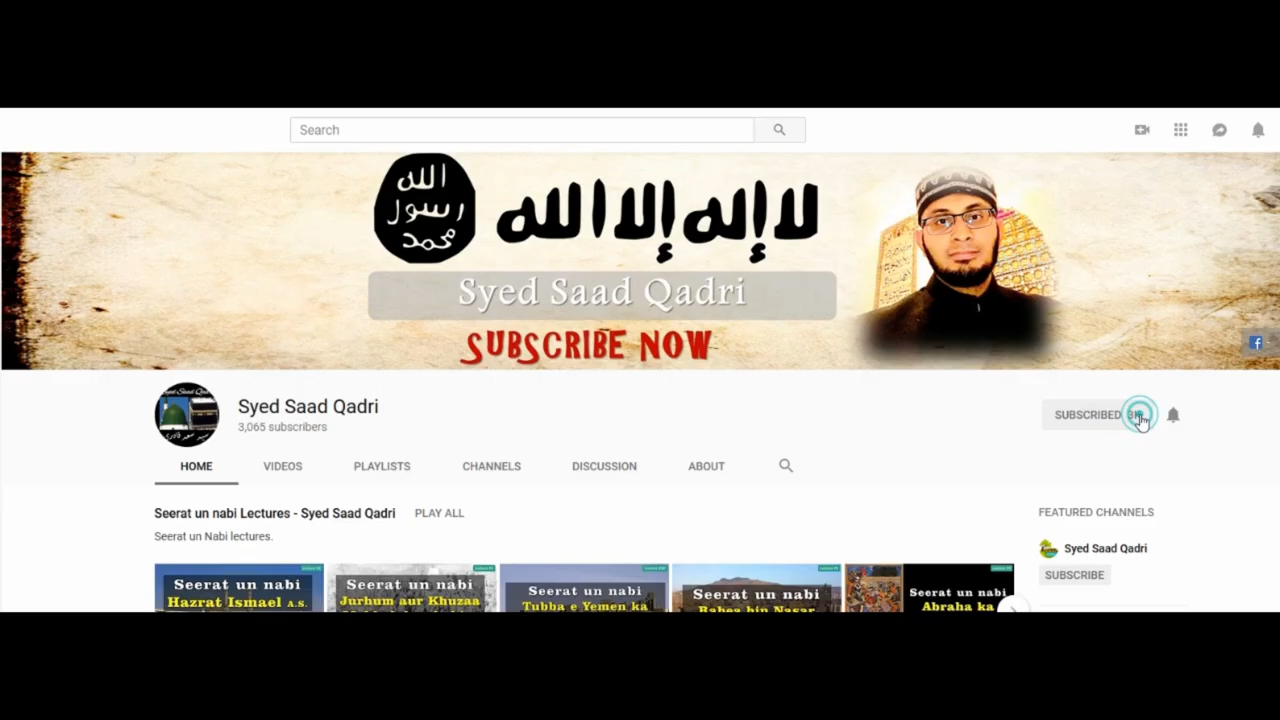 Search
الله
رسول
محمد
لا إله إلا الله
Syed Saad Qadri
SUBSCRIBE NOW
Syed Saad Qadri
3,065 subscribers
SUBSCRIBED
HOME VIDEOS PLAYLISTS CHANNELS DISCUSSION ABOUT
Seerat un nabi Lectures - Syed Saad Qadri PLAY ALL
Seerat un Nabi lectures.
FEATURED CHANNELS
Syed Saad Qadri
SUBSCRIBE
Seerat un nabi
Hazrat Ismael A.S.
Seerat un nabi
Jurhum aur Khuzaa
Seerat un nabi
Tubba e Yemen ka
Seerat un nabi
Rabea bin Nasar
Seerat un nabi
Abraha ka